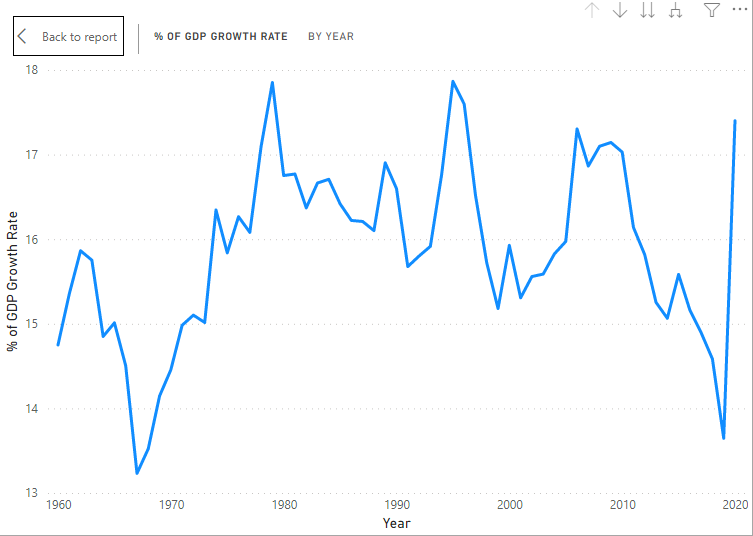 Back to report
% OF GDP GROWTH RATE BY YEAR
18
17
16
15
14
13
% of GDP Growth Rate
1960 1970 1980 1990 2000 2010 2020
Year